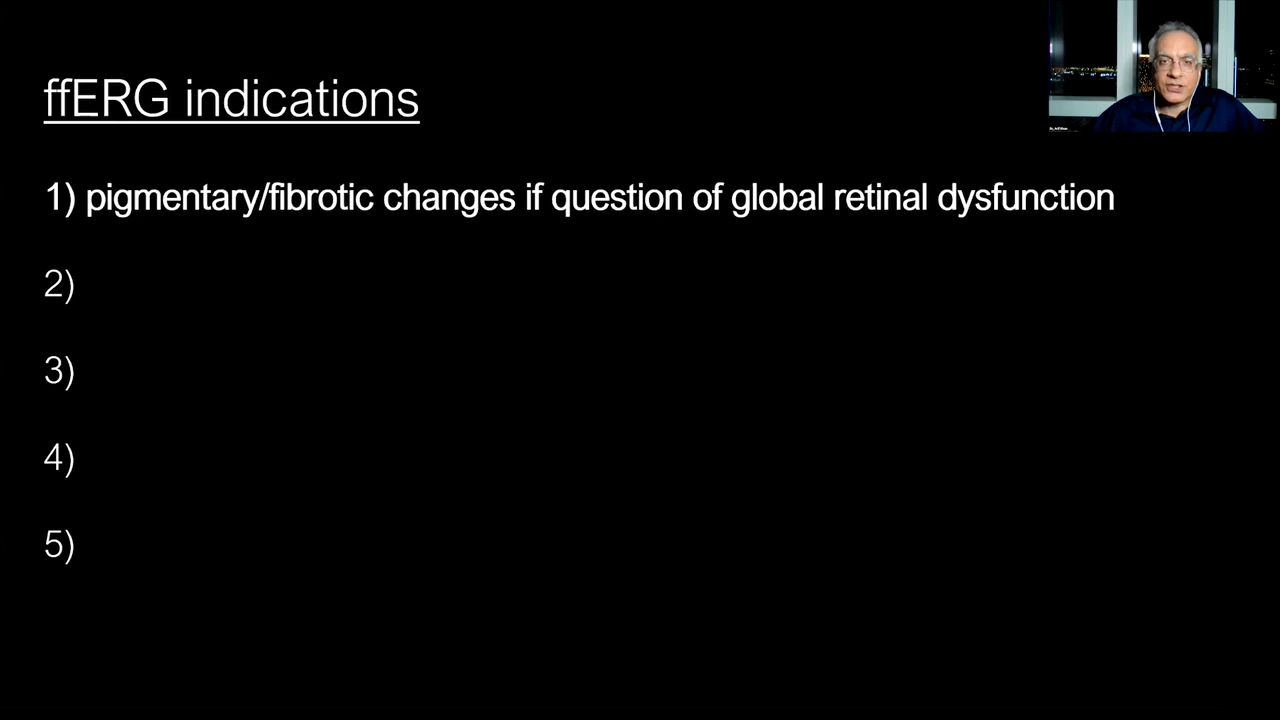 ffERG indications
1) pigmentary/fibrotic changes if question of global retinal dysfunction
2)
3)
4)
5)